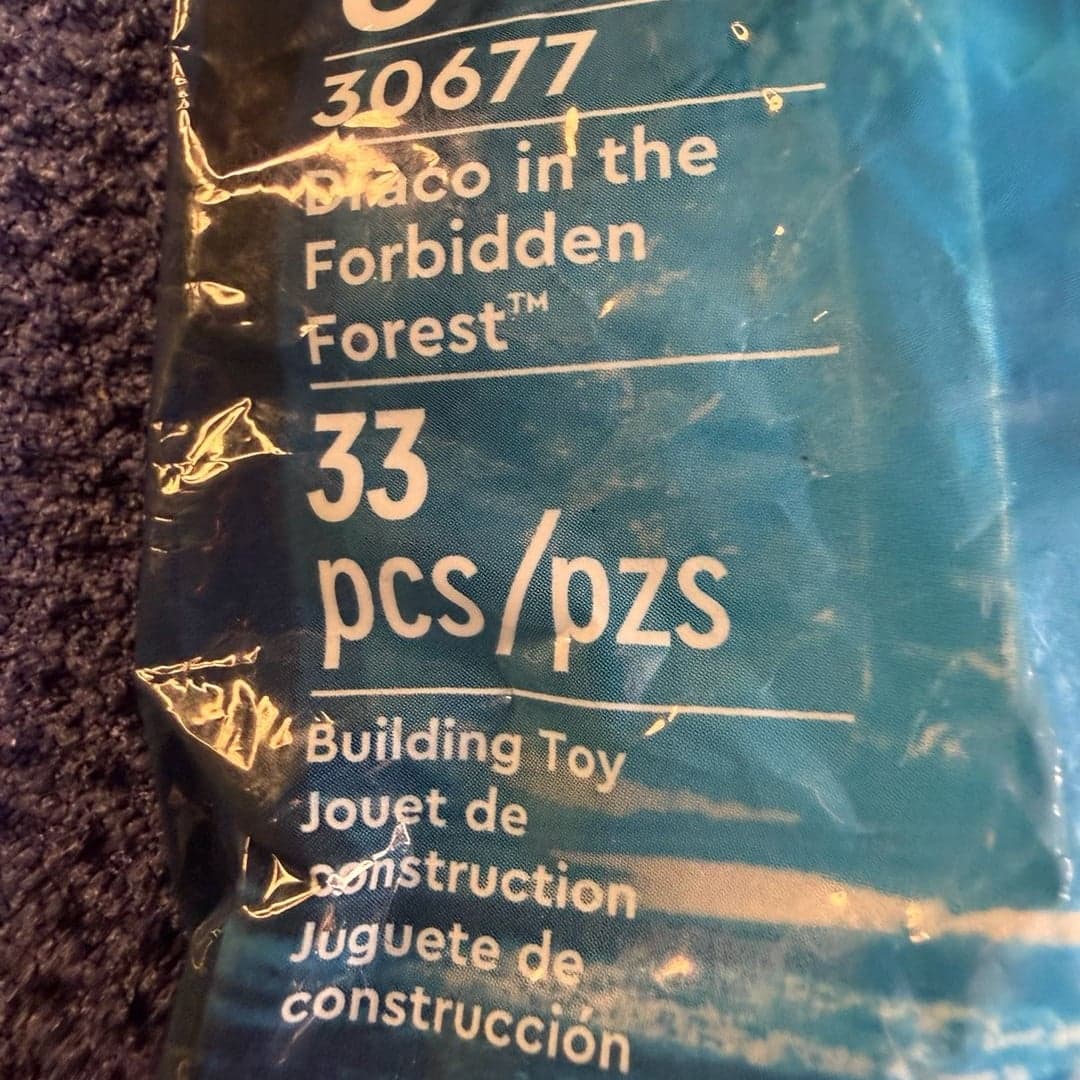 30677
Draco in the
Forbidden
Forest™
33
pcs/pzs
Building Toy
Jouet de
construction
Juguete de
construcción